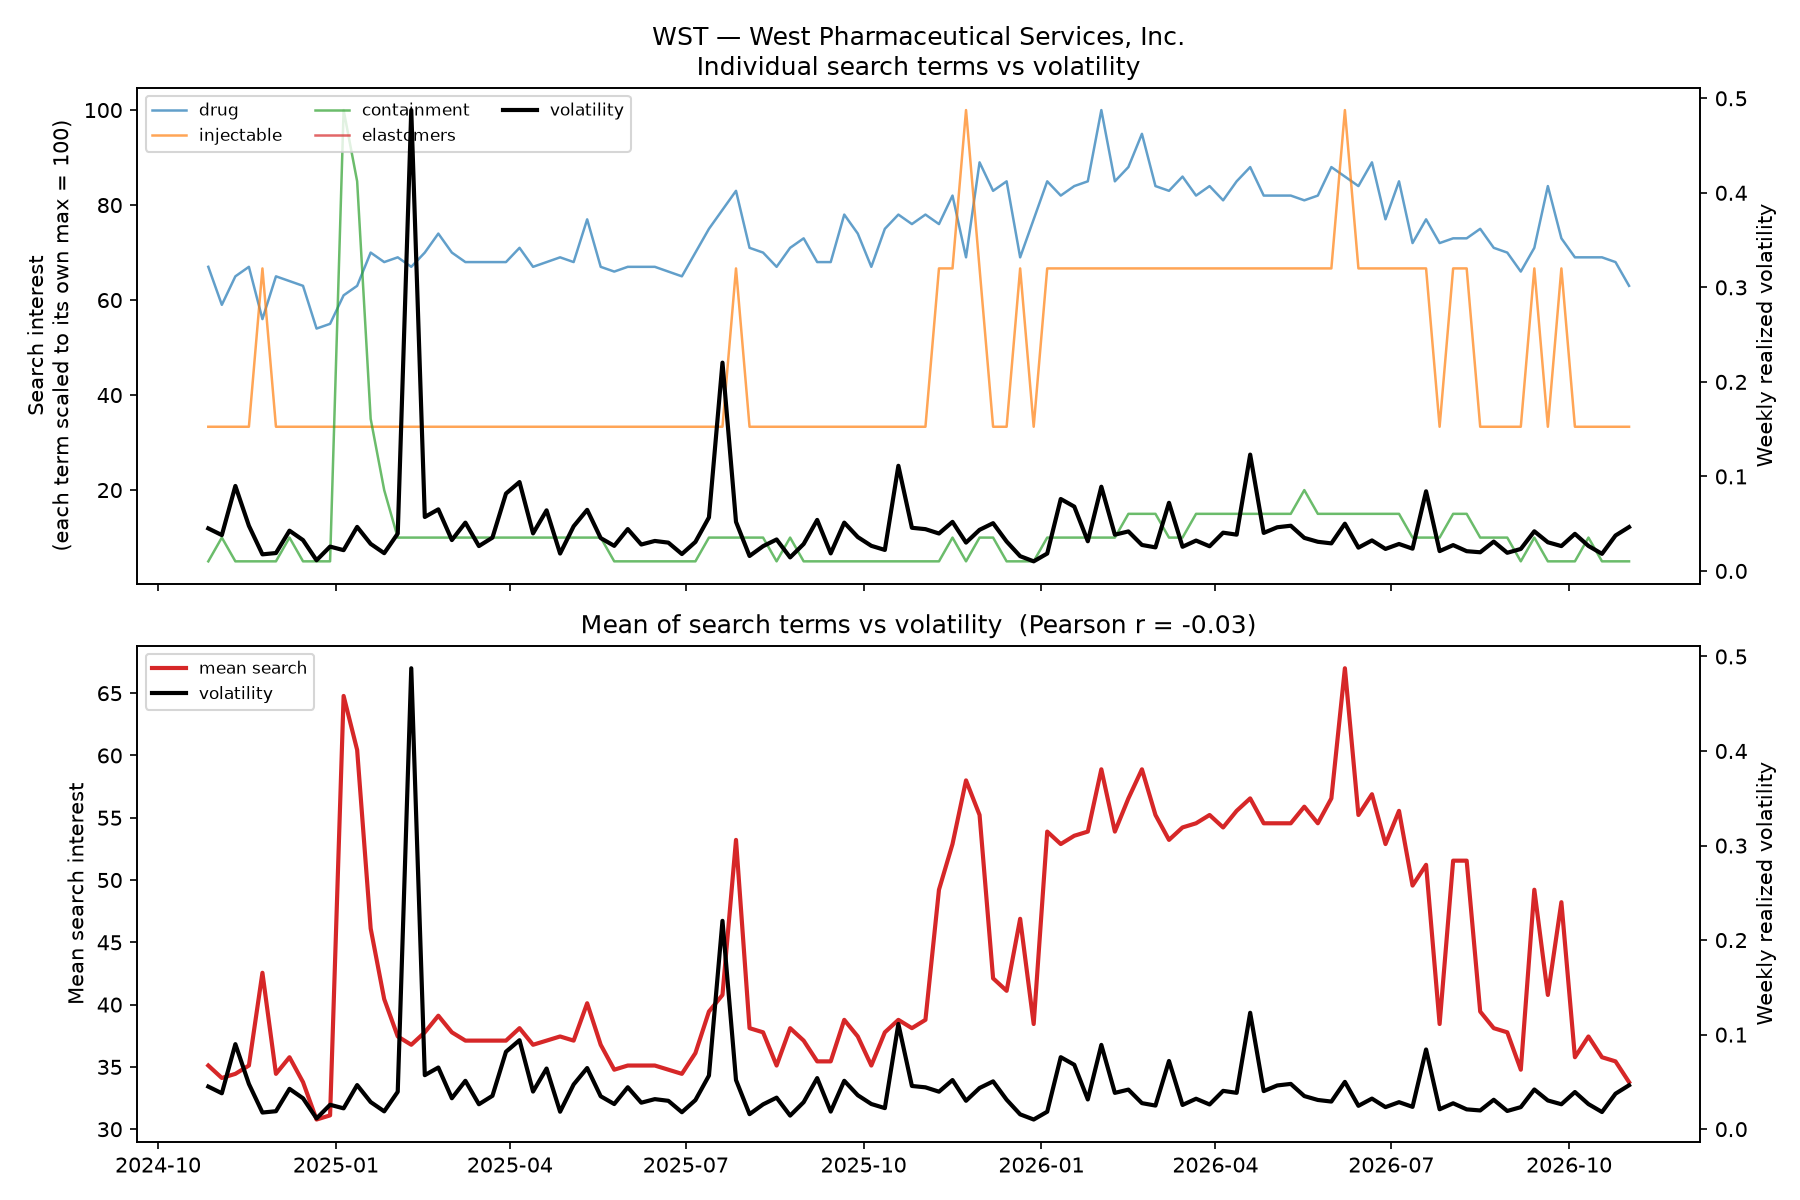 WST — West Pharmaceutical Services, Inc.
Individual search terms vs volatility
drug
injectable
containment
elastomers
volatility
Search interest
(each term scaled to its own max = 100)
100
80
60
40
20
Weekly realized volatility
0.5
0.4
0.3
0.2
0.1
0.0
Mean of search terms vs volatility (Pearson r = -0.03)
mean search
volatility
Mean search interest
65
60
55
50
45
40
35
30
Weekly realized volatility
0.5
0.4
0.3
0.2
0.1
0.0
2024-10
2025-01
2025-04
2025-07
2025-10
2026-01
2026-04
2026-07
2026-10